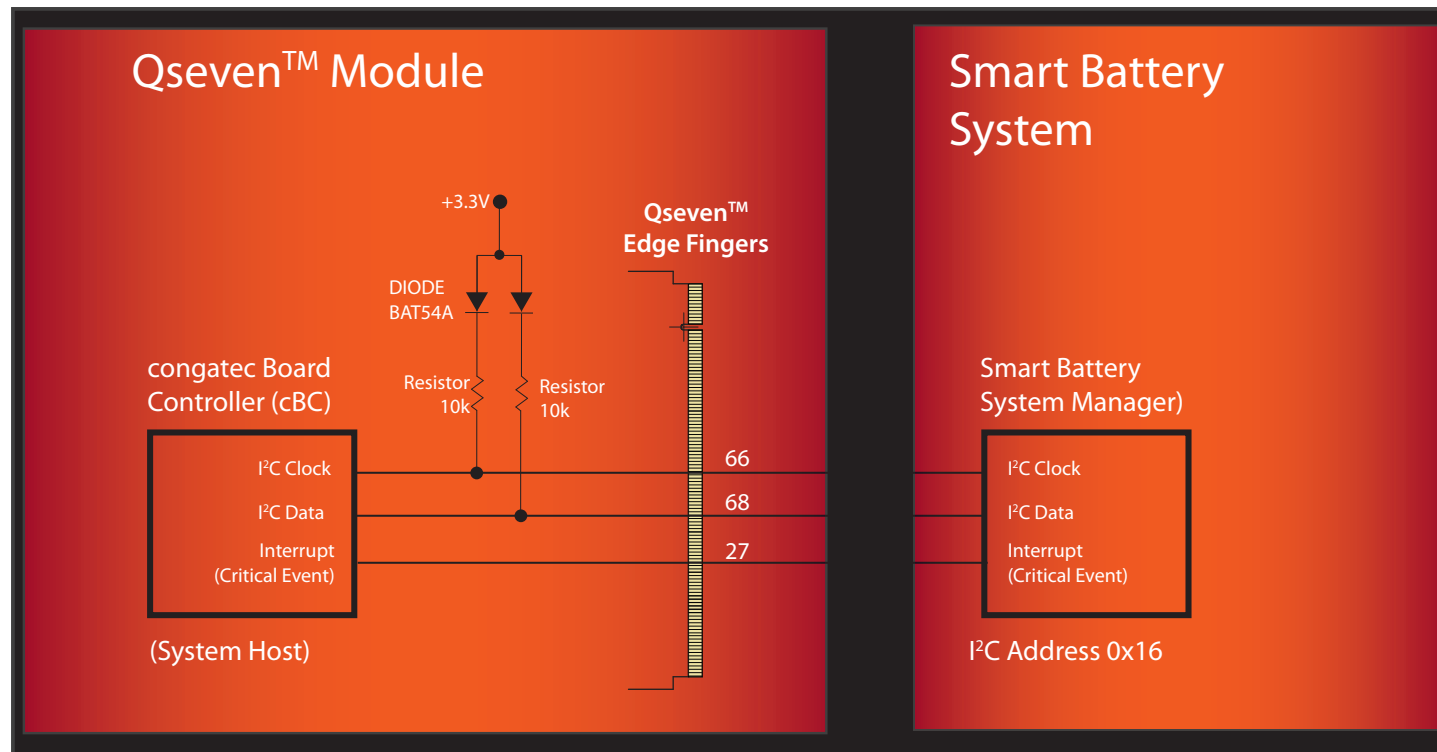 Qseven™ Module
+3.3V
Qseven™
Edge Fingers
DIODE
BAT54A
congatec Board
Controller (cBC)
Resistor
10k
Resistor
10k
I²C Clock
I²C Data
Interrupt
(Critical Event)
66
68
27
(System Host)
Smart Battery
System
Smart Battery
System Manager)
I²C Clock
I²C Data
Interrupt
(Critical Event)
I²C Address 0x16